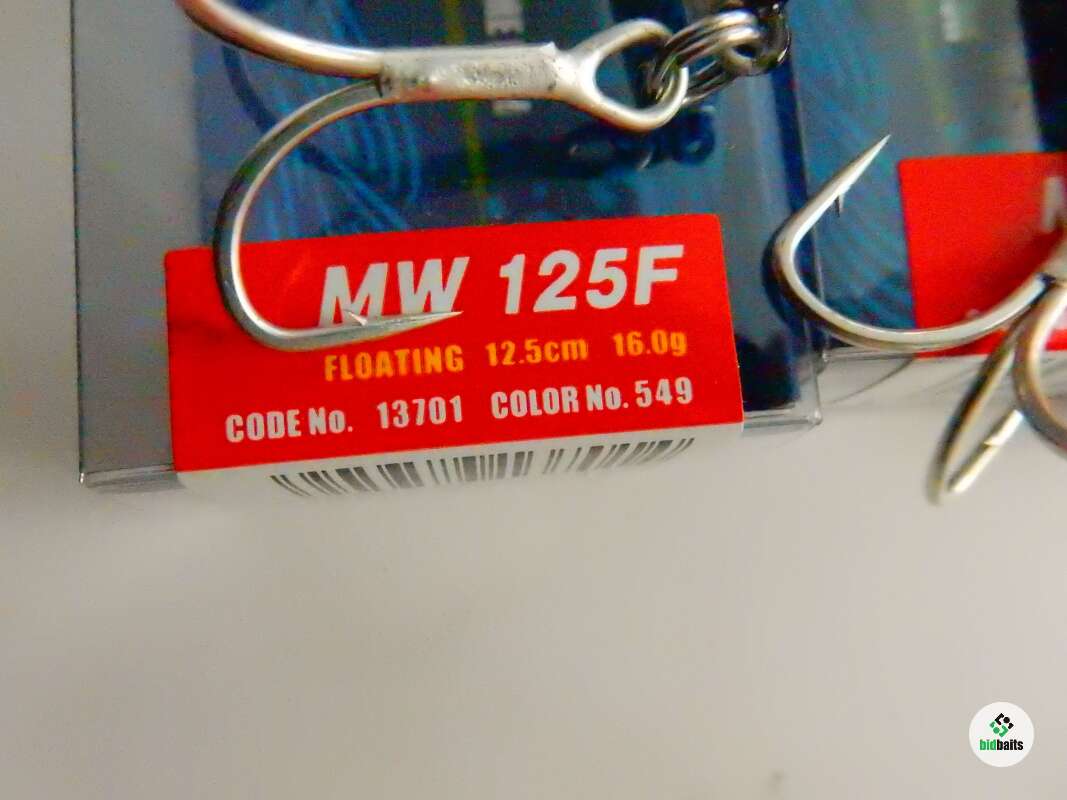 MW 125F
FLOATING 12.5cm 16.0g
CODE No. 13701 COLOR No. 549
bidbaits